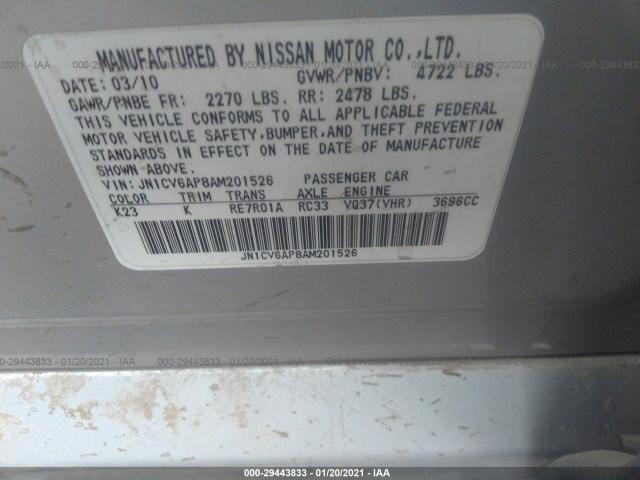 MANUFACTURED BY NISSAN MOTOR CO.,LTD.
DATE: 03/10 GVWR/PNBV: 4722 LBS.
GAWR/PNBE FR: 2270 LBS. RR: 2478 LBS.
THIS VEHICLE CONFORMS TO ALL APPLICABLE FEDERAL
MOTOR VEHICLE SAFETY,BUMPER,AND THEFT PREVENTION
STANDARDS IN EFFECT ON THE DATE OF MANUFACTURE
SHOWN ABOVE.
VIN: JN1CV6AP8AM201526 PASSENGER CAR
COLOR TRIM TRANS AXLE ENGINE
K23 K RE7R01A RC33 VQ37(VHR) 3696CC
JN1CV6AP8AM201526
000-29443833 - 01/20/2021 - IAA